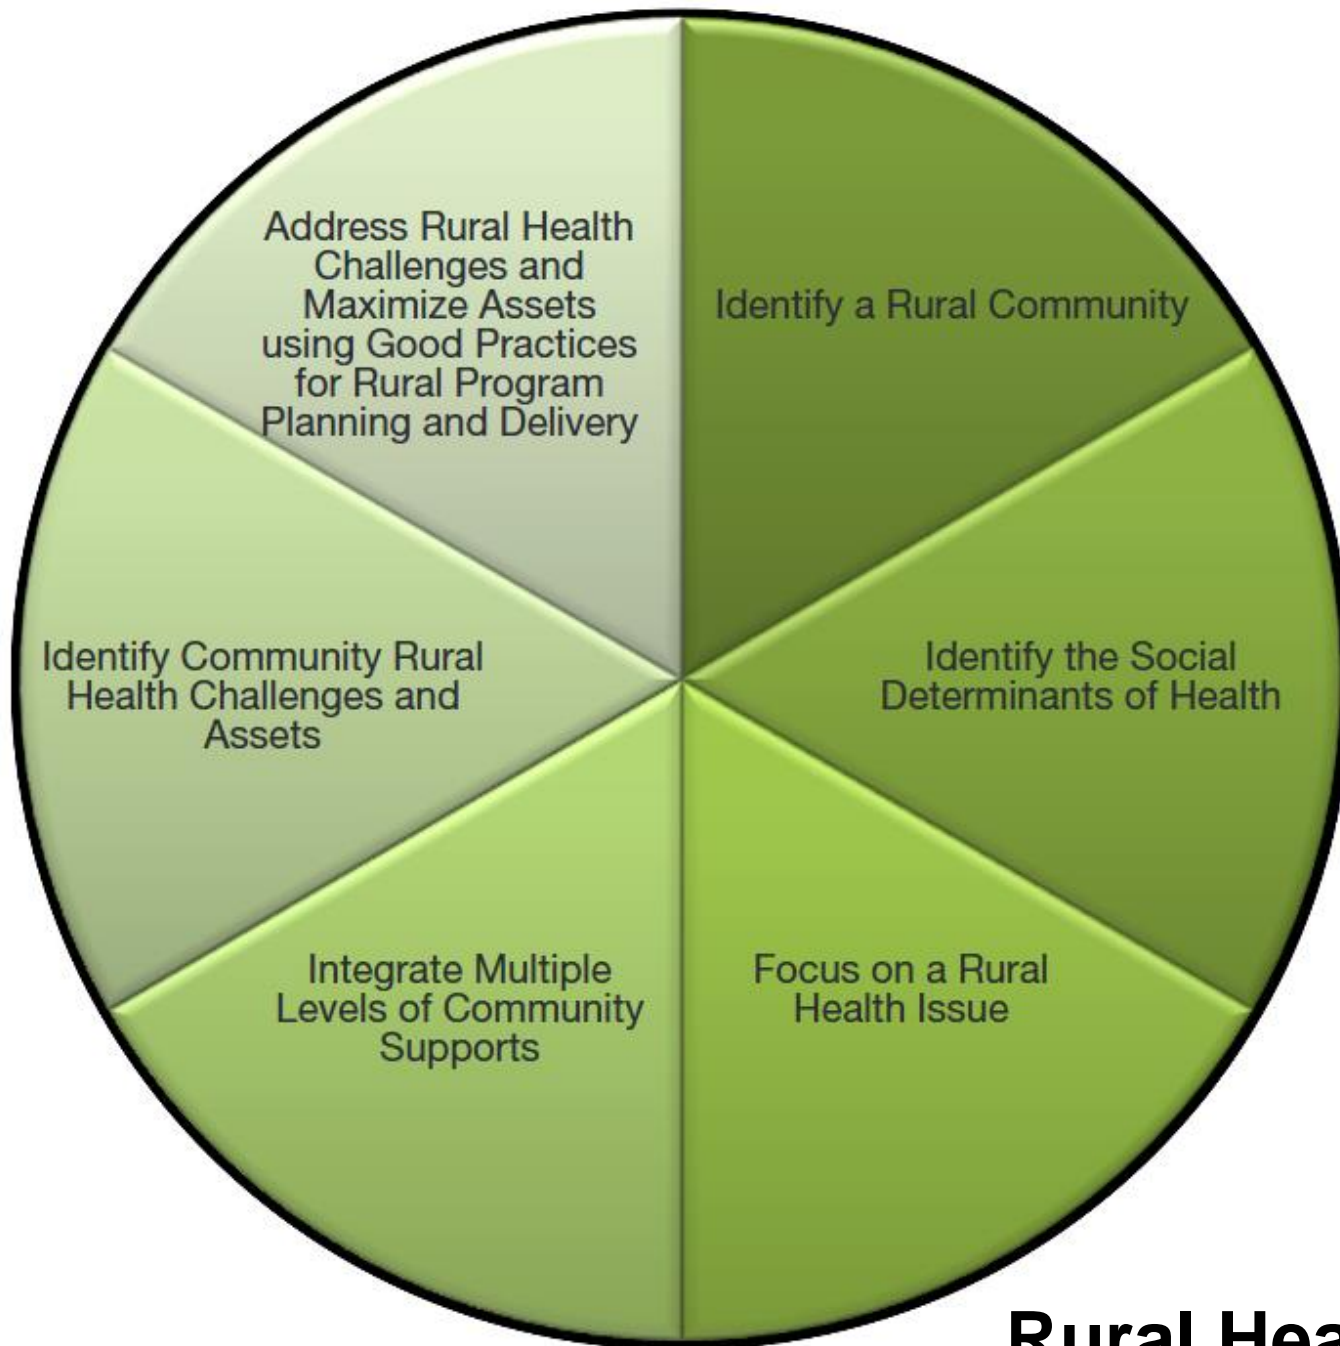 Identify a Rural Community
Identify the Social
Determinants of Health
Focus on a Rural
Health Issue
Integrate Multiple
Levels of Community
Supports
Identify Community Rural
Health Challenges and
Assets
Address Rural Health
Challenges and
Maximize Assets
using Good Practices
for Rural Program
Planning and Delivery
Rural